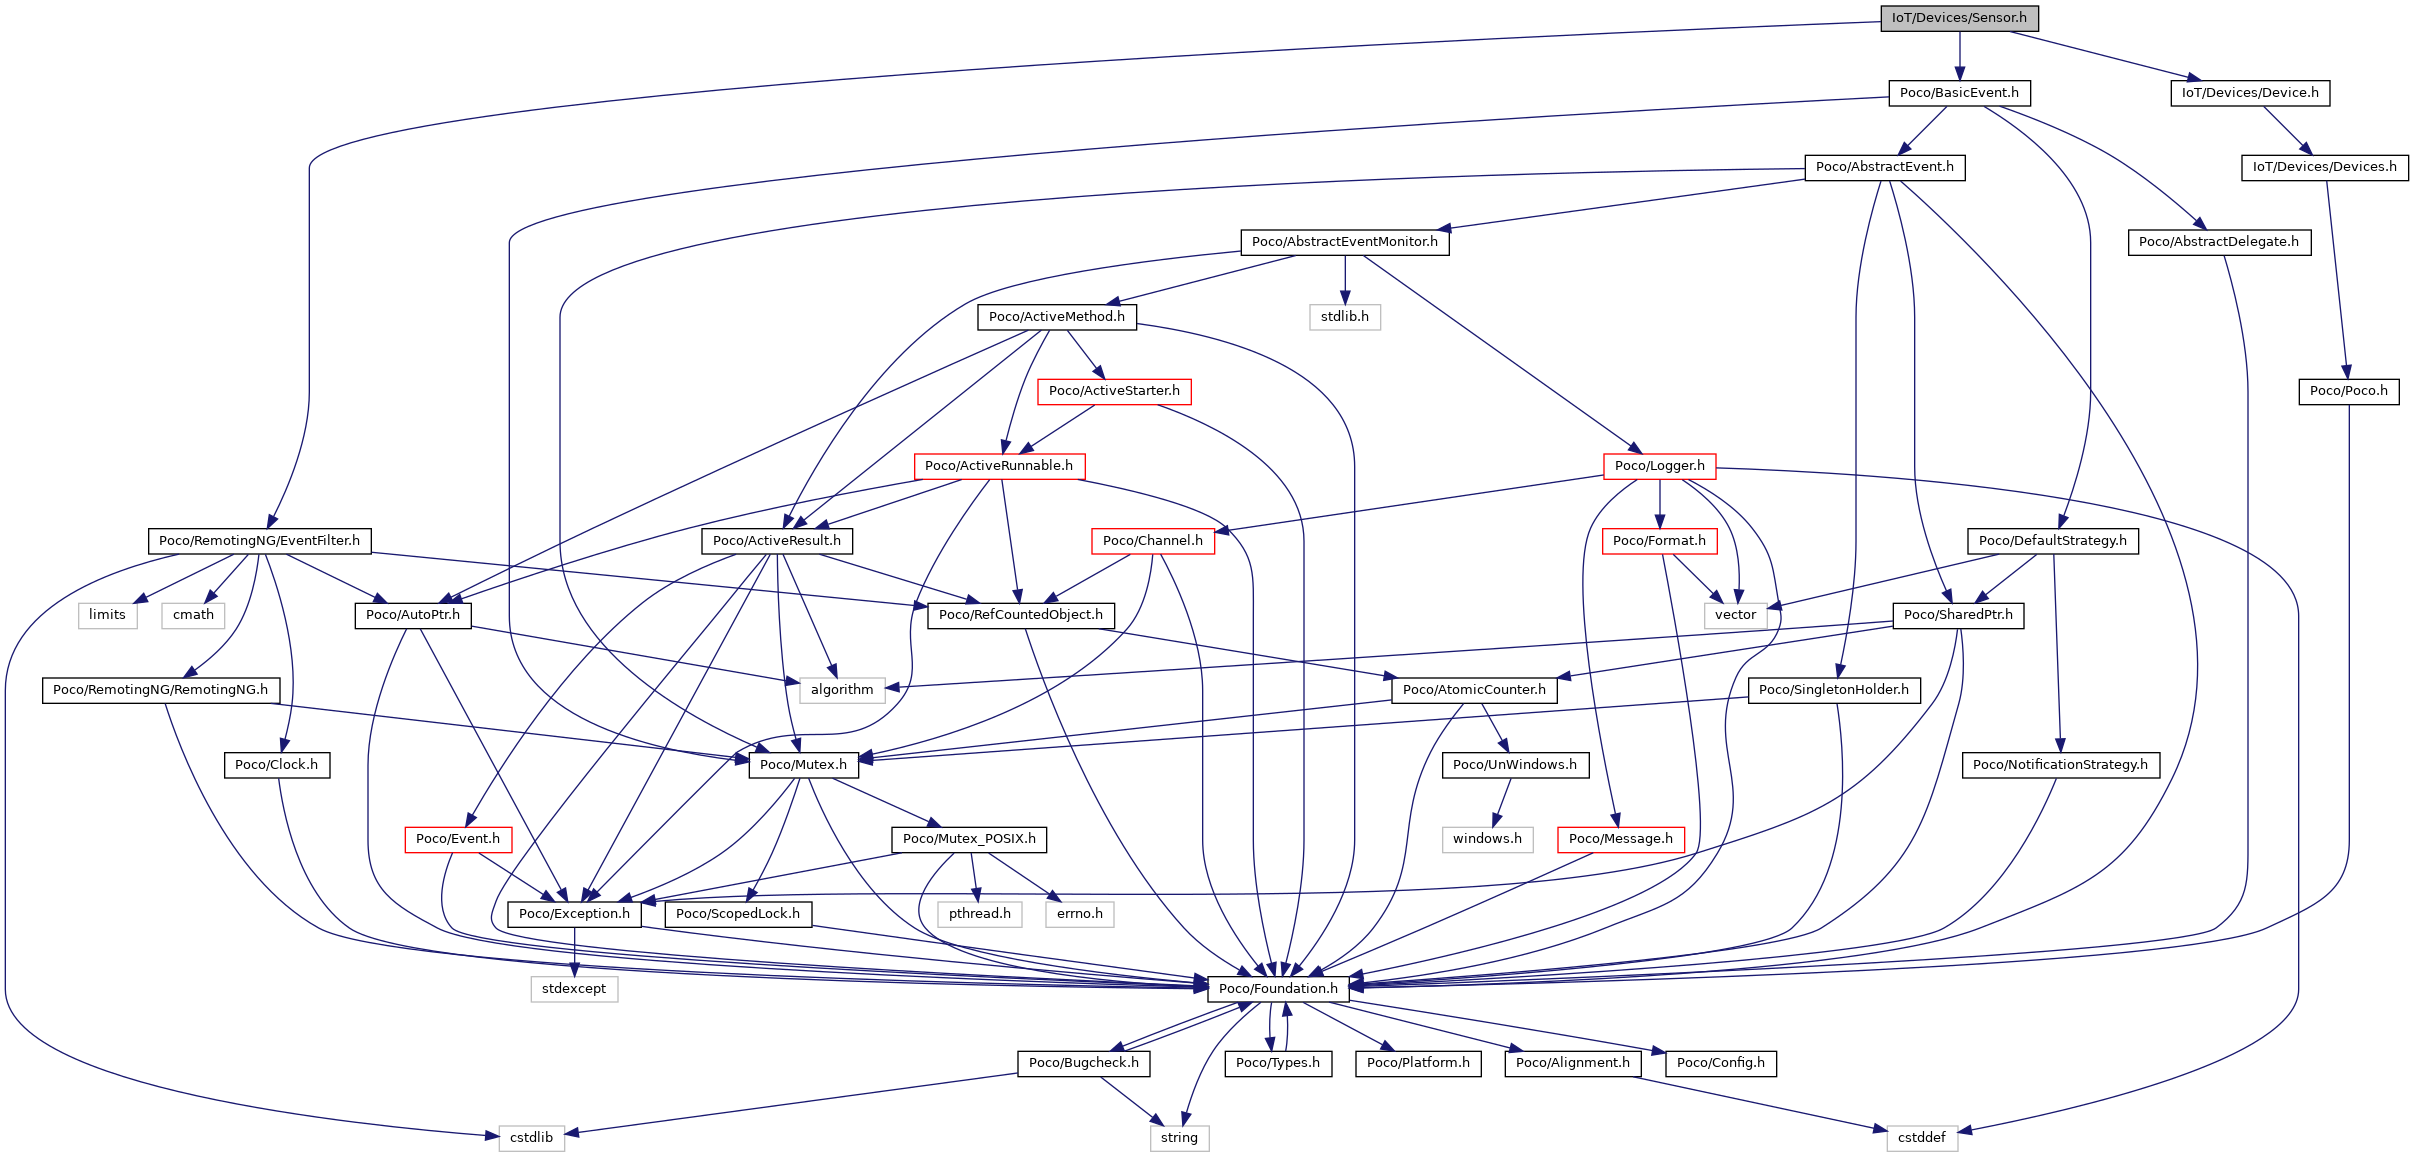 IoT/Devices/Sensor.h
Poco/BasicEvent.h
IoT/Devices/Device.h
Poco/AbstractEvent.h
IoT/Devices/Devices.h
Poco/AbstractEventMonitor.h
Poco/AbstractDelegate.h
Poco/ActiveMethod.h
stdlib.h
Poco/ActiveStarter.h
Poco/Poco.h
Poco/ActiveRunnable.h
Poco/Logger.h
Poco/RemotingNG/EventFilter.h
Poco/ActiveResult.h
Poco/Channel.h
Poco/Format.h
Poco/DefaultStrategy.h
limits
cmath
Poco/AutoPtr.h
Poco/RefCountedObject.h
vector
Poco/SharedPtr.h
Poco/RemotingNG/RemotingNG.h
algorithm
Poco/AtomicCounter.h
Poco/SingletonHolder.h
Poco/Clock.h
Poco/Mutex.h
Poco/UnWindows.h
Poco/NotificationStrategy.h
Poco/Event.h
Poco/Mutex_POSIX.h
windows.h
Poco/Message.h
Poco/Exception.h
Poco/ScopedLock.h
pthread.h
errno.h
stdexcept
Poco/Foundation.h
Poco/Bugcheck.h
Poco/Types.h
Poco/Platform.h
Poco/Alignment.h
Poco/Config.h
cstdlib
string
cstddef